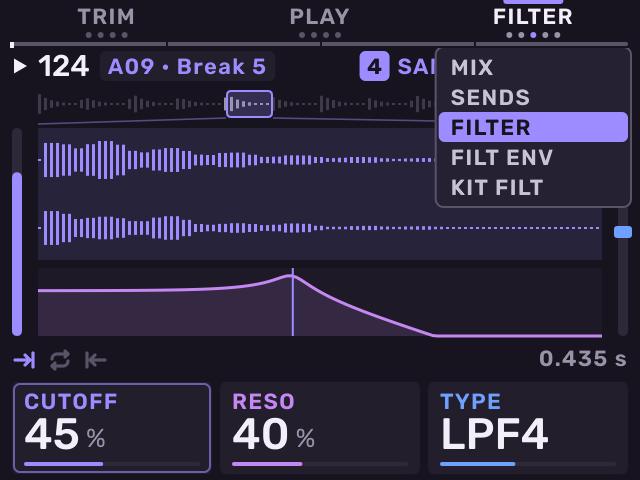 TRIM
PLAY
FILTER
124
A09 • Break 5
4
MIX
SENDS
FILTER
FILT ENV
KIT FILT
0.435 s
CUTOFF
45 %
RESO
40 %
TYPE
LPF4